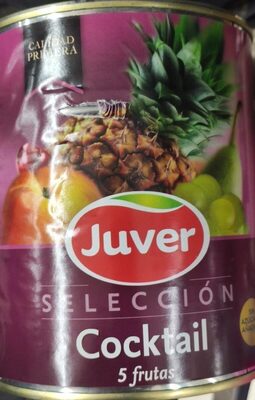 CALIDAD
PRIMERA
Juver
SELECCIÓN
Cocktail
5 frutas